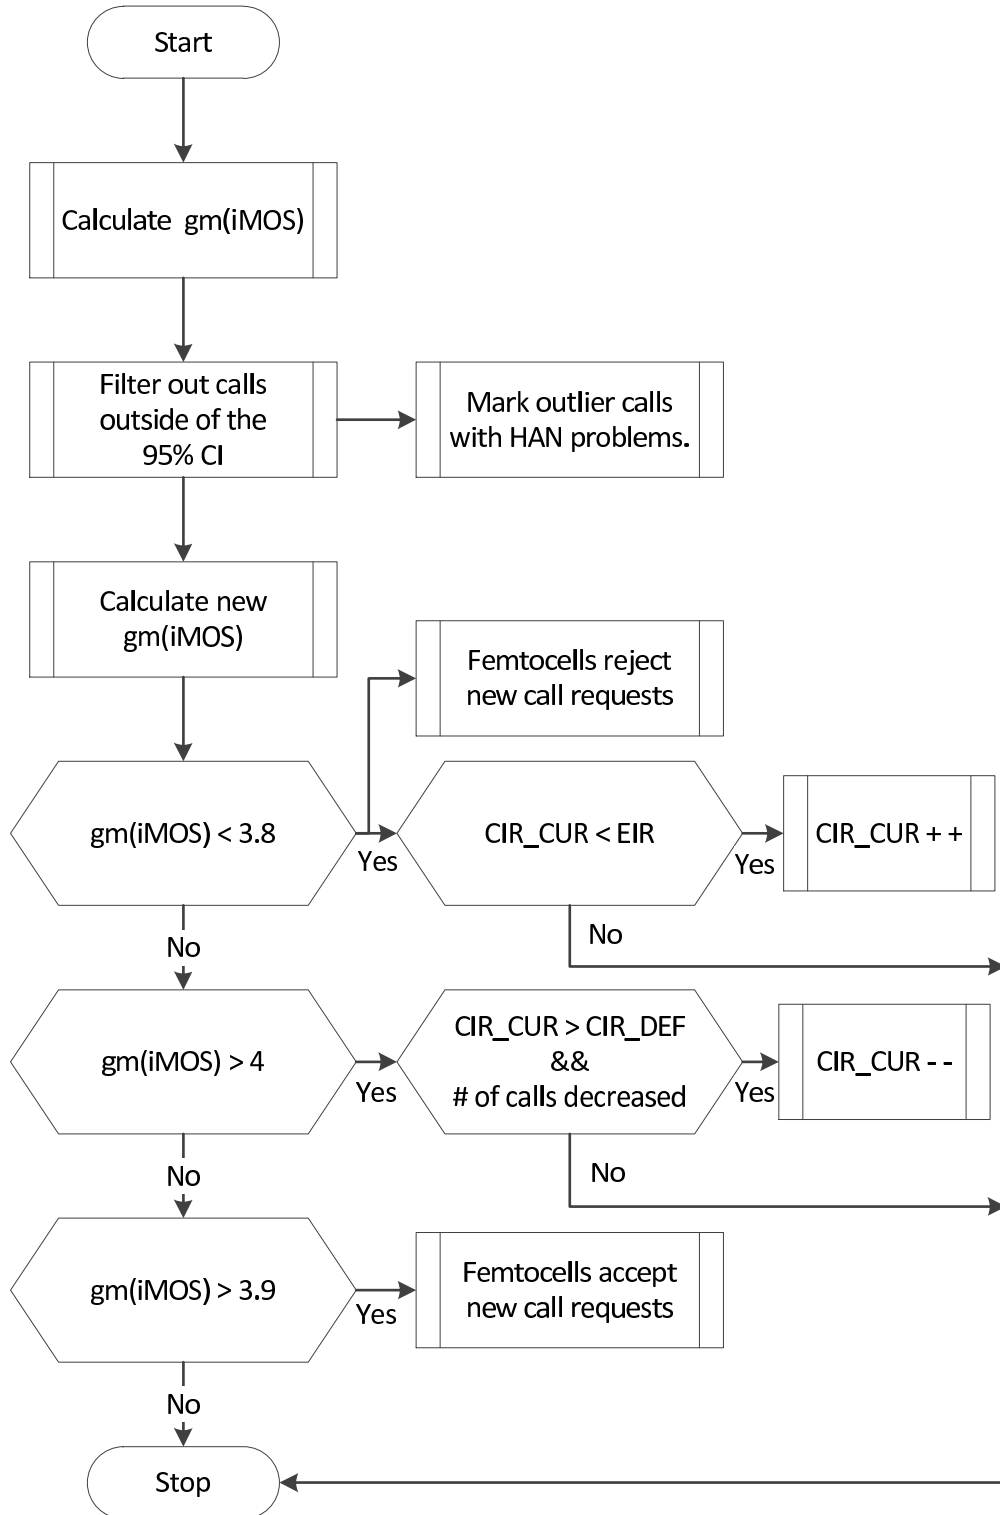 Start
Calculate gm(iMOS)
Filter out calls
outside of the
95% CI
Mark outlier calls
with HAN problems.
Calculate new
gm(iMOS)
Femtocells reject
new call requests
gm(iMOS) < 3.8
Yes
CIR_CUR < EIR
Yes
CIR_CUR + +
No
No
gm(iMOS) > 4
Yes
CIR_CUR > CIR_DEF
&&
# of calls decreased
Yes
CIR_CUR - -
No
No
gm(iMOS) > 3.9
Yes
Femtocells accept
new call requests
No
Stop